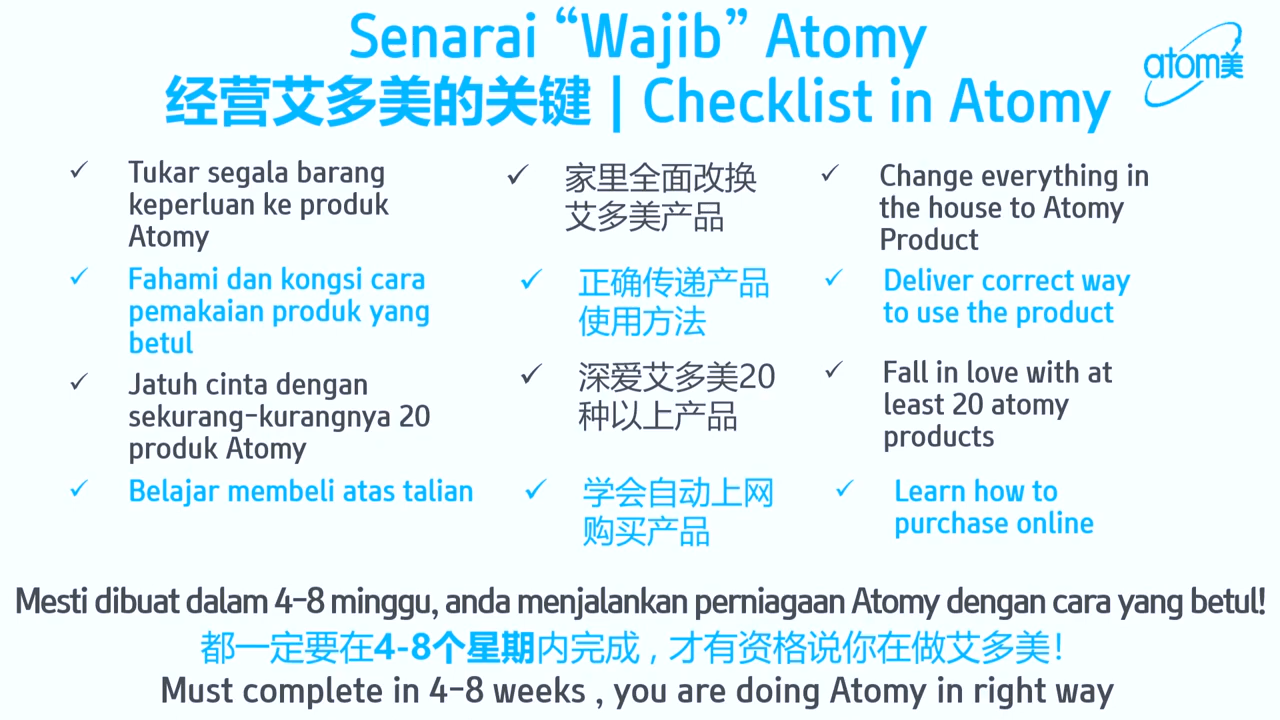 Senarai “Wajib” Atomy
经营艾多美的关键 | Checklist in Atomy
atom美
✓ Tukar segala barang
keperluan ke produk
Atomy
✓ Fahami dan kongsi cara
pemakaian produk yang
betul
✓ Jatuh cinta dengan
sekurang-kurangnya 20
produk Atomy
✓ Belajar membeli atas talian
✓ 家里全面改换
艾多美产品
✓ 正确传递产品
使用方法
✓ 深爱艾多美20
种以上产品
✓ 学会自动上网
购买产品
✓ Change everything in
the house to Atomy
Product
✓ Deliver correct way
to use the product
✓ Fall in love with at
least 20 atomy
products
✓ Learn how to
purchase online
Mesti dibuat dalam 4-8 minggu, anda menjalankan perniagaan Atomy dengan cara yang betul!
都一定要在4-8个星期内完成，才有资格说你在做艾多美！
Must complete in 4-8 weeks , you are doing Atomy in right way